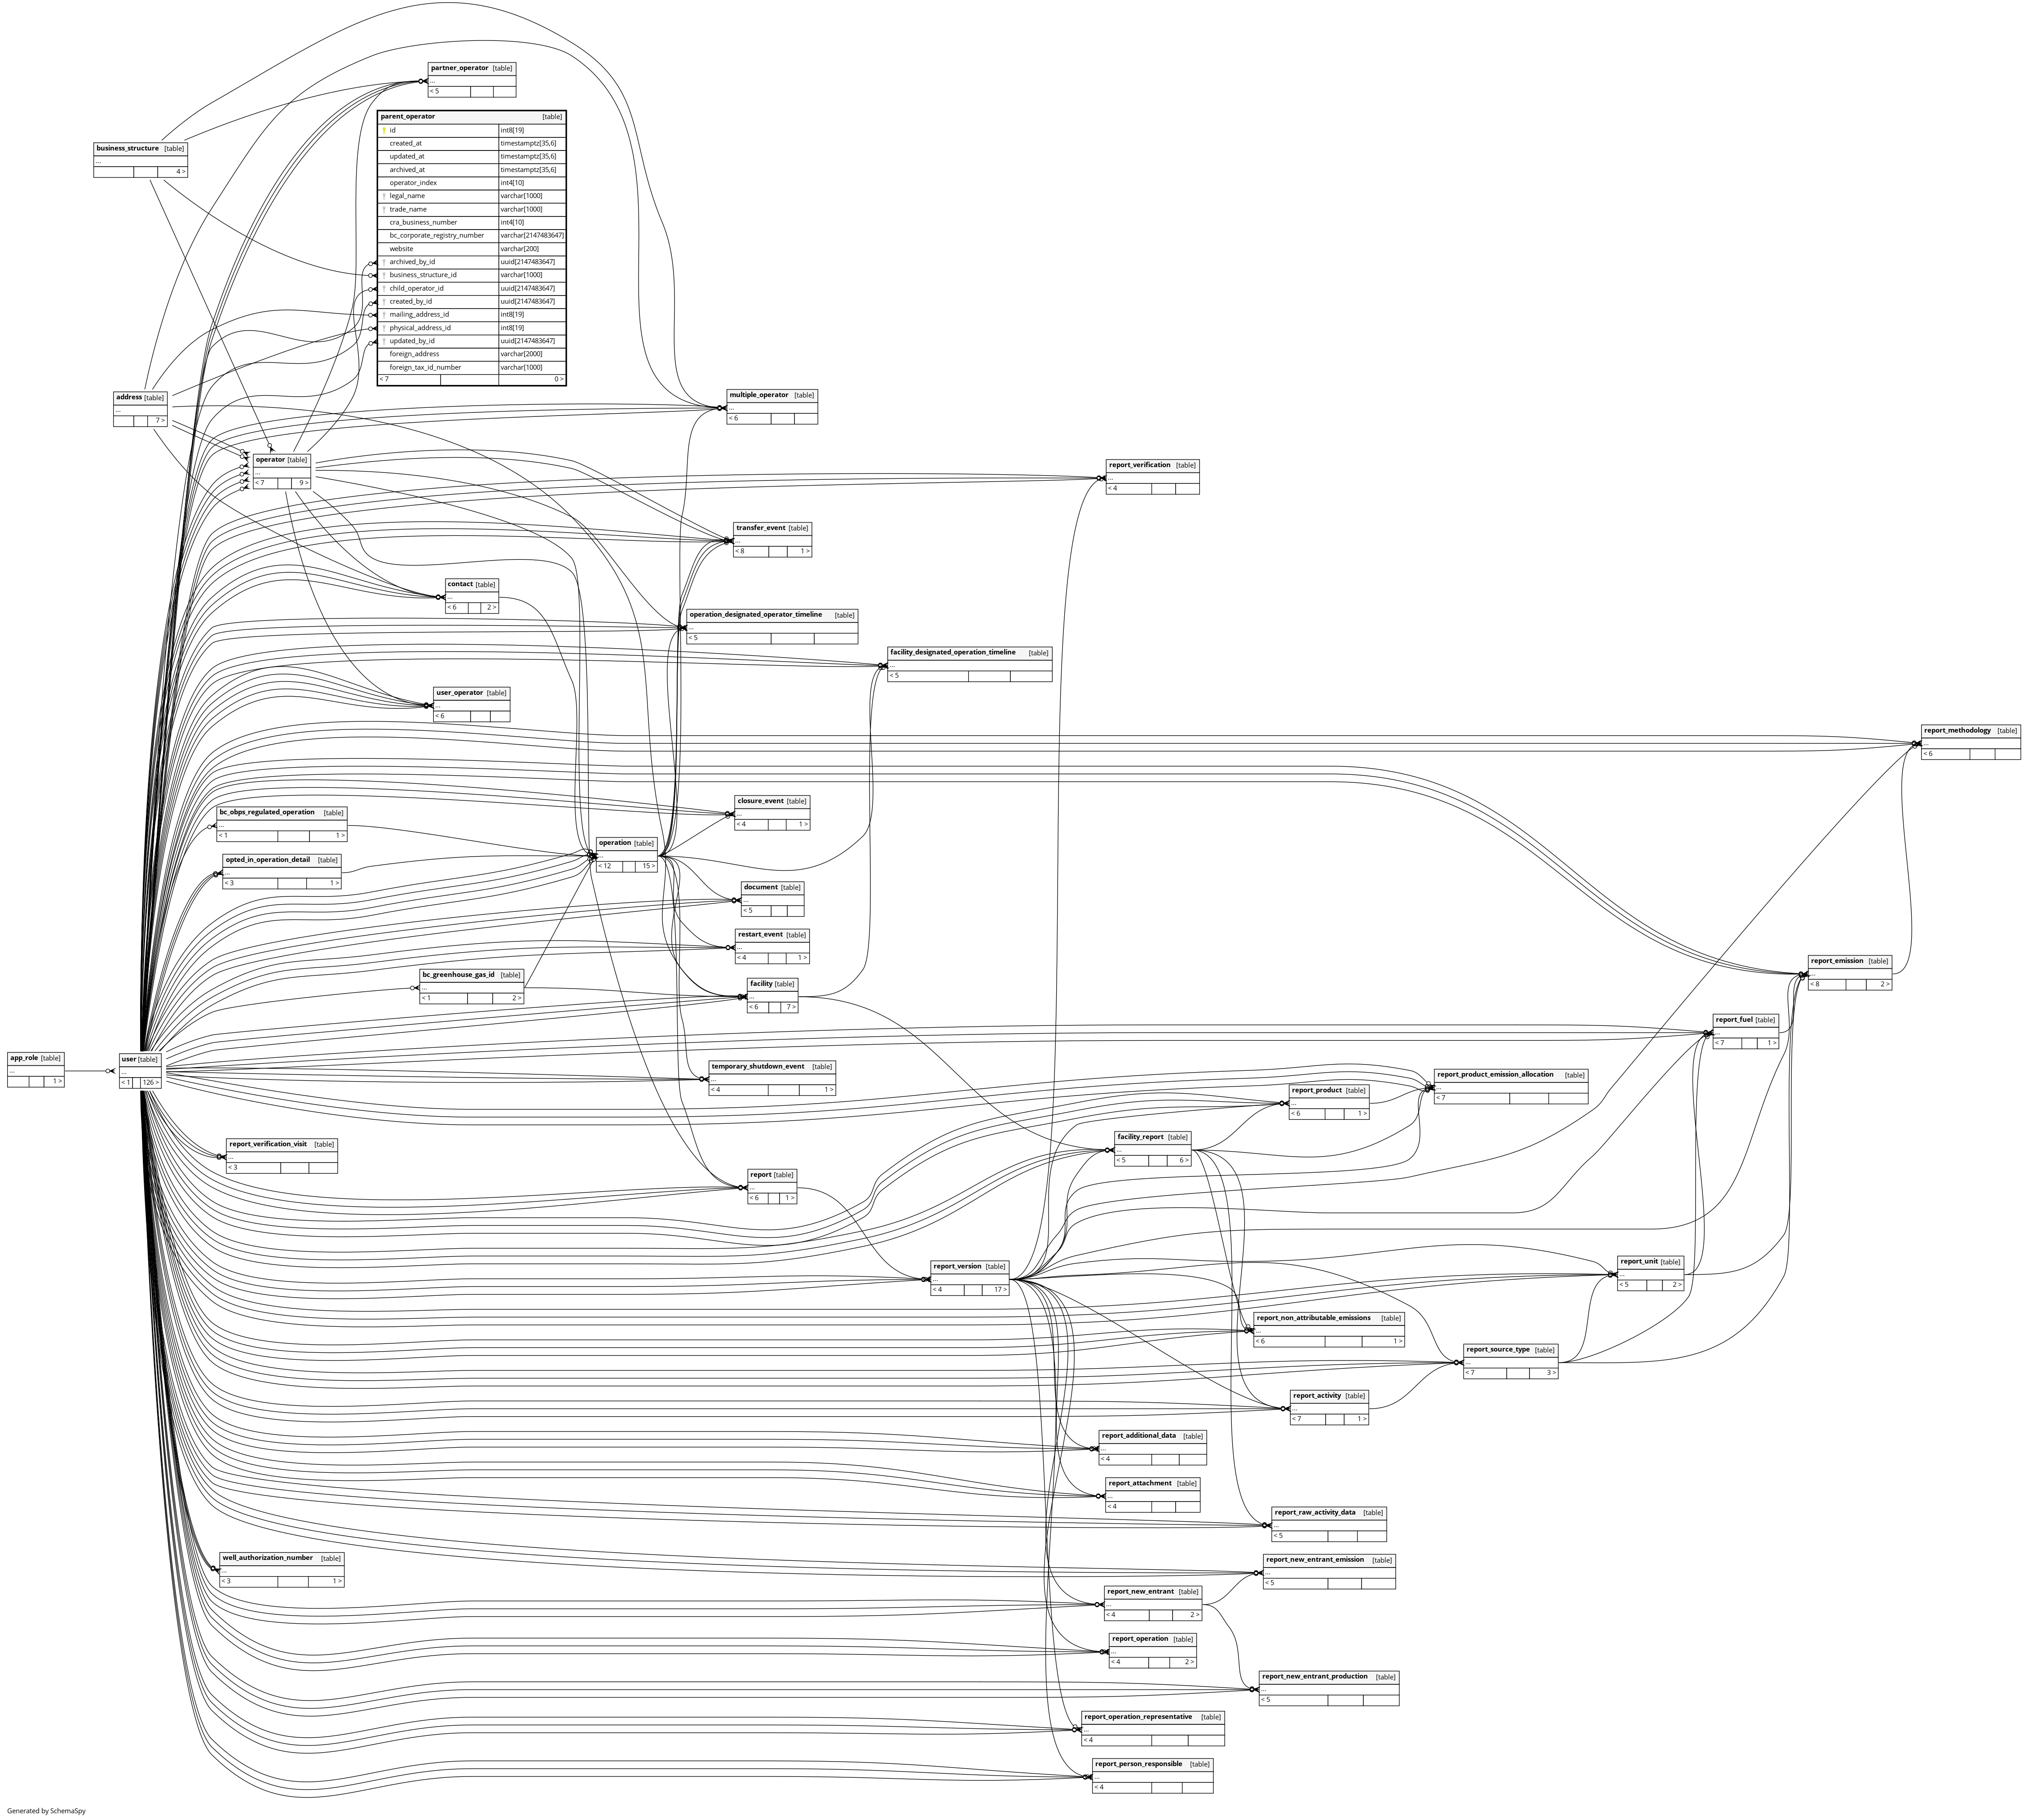 partner_operator [table]
...
< 5
parent_operator [table]
id int8[19]
created_at timestamptz[35,6]
updated_at timestamptz[35,6]
archived_at timestamptz[35,6]
operator_index int4[10]
legal_name varchar[1000]
trade_name varchar[1000]
cra_business_number int4[10]
bc_corporate_registry_number varchar[2147483647]
website varchar[200]
archived_by_id uuid[2147483647]
business_structure_id varchar[1000]
child_operator_id uuid[2147483647]
created_by_id uuid[2147483647]
mailing_address_id int8[19]
physical_address_id int8[19]
updated_by_id uuid[2147483647]
foreign_address varchar[2000]
foreign_tax_id_number varchar[1000]
< 7 0 >
business_structure [table]
...
4 >
address [table]
...
7 >
multiple_operator [table]
...
< 6
operator [table]
...
< 7 9 >
report_verification [table]
...
< 4
transfer_event [table]
...
< 8 1 >
contact [table]
...
< 6 2 >
operation_designated_operator_timeline [table]
...
< 5
facility_designated_operation_timeline [table]
...
< 5
user_operator [table]
...
< 6
report_methodology [table]
...
< 6
closure_event [table]
...
< 4 1 >
bc_obps_regulated_operation [table]
...
< 1 1 >
operation [table]
...
< 12 15 >
opted_in_operation_detail [table]
...
< 3 1 >
document [table]
...
< 5
restart_event [table]
...
< 4 1 >
report_emission [table]
...
< 8 2 >
bc_greenhouse_gas_id [table]
...
< 1 2 >
facility [table]
...
< 6 7 >
report_fuel [table]
...
< 7 1 >
app_role [table]
...
1 >
user [table]
...
< 1 126 >
temporary_shutdown_event [table]
...
< 4 1 >
report_product_emission_allocation [table]
...
< 7
report_product [table]
...
< 6 1 >
facility_report [table]
...
< 5 6 >
report_verification_visit [table]
...
< 3
report [table]
...
< 6 1 >
report_version [table]
...
< 4 17 >
report_unit [table]
...
< 5 2 >
report_non_attributable_emissions [table]
...
< 6 1 >
report_source_type [table]
...
< 7 3 >
report_activity [table]
...
< 7 1 >
report_additional_data [table]
...
< 4
report_attachment [table]
...
< 4
report_raw_activity_data [table]
...
< 5
well_authorization_number [table]
...
< 3 1 >
report_new_entrant_emission [table]
...
< 5
report_new_entrant [table]
...
< 4 2 >
report_operation [table]
...
< 4 2 >
report_new_entrant_production [table]
...
< 5
report_operation_representative [table]
...
< 4
report_person_responsible [table]
...
< 4
Generated by SchemaSpy